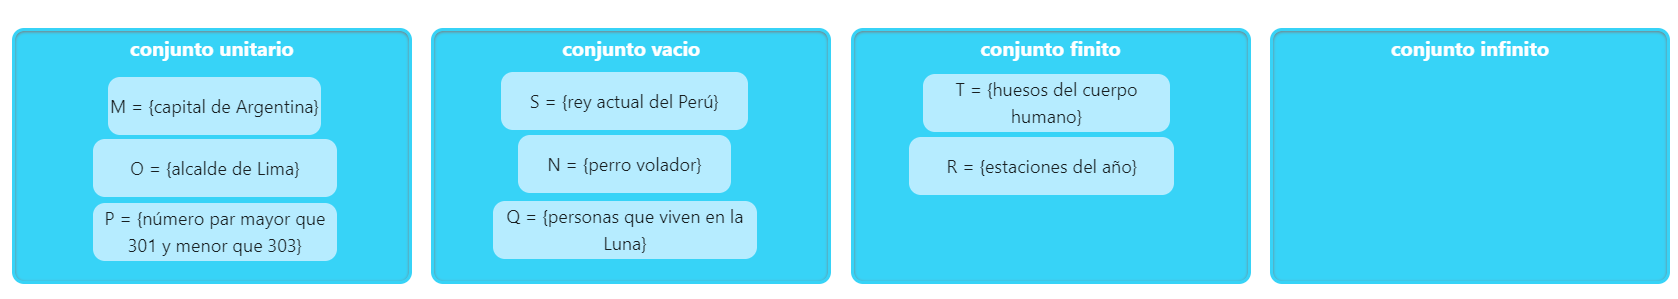 conjunto unitario
M = {capital de Argentina}
O = {alcalde de Lima}
P = {número par mayor que
301 y menor que 303}
conjunto vacio
S = {rey actual del Perú}
N = {perro volador}
Q = {personas que viven en la
Luna}
conjunto finito
T = {huesos del cuerpo
humano}
R = {estaciones del año}
conjunto infinito